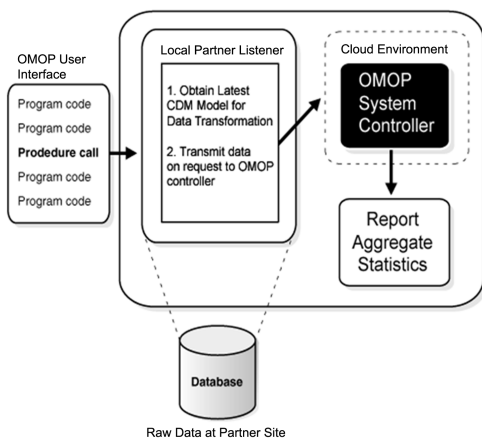 OMOP User
Interface
Program code
Program code
Prodedure call
Program code
Program code
Local Partner Listener
1. Obtain Latest
CDM Model for
Data Transformation
2. Transmit data
on request to OMOP
controller
Cloud Environment
OMOP
System
Controller
Report
Aggregate
Statistics
Database
Raw Data at Partner Site